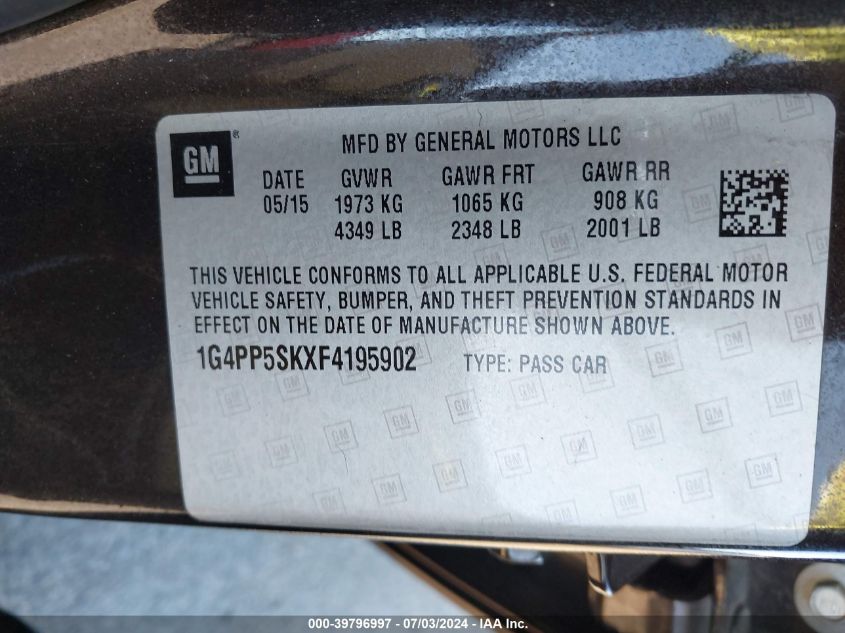 GM ®
MFD BY GENERAL MOTORS LLC
DATE GVWR GAWR FRT GAWR RR
05/15 1973 KG 1065 KG 908 KG
4349 LB 2348 LB 2001 LB
THIS VEHICLE CONFORMS TO ALL APPLICABLE U.S. FEDERAL MOTOR
VEHICLE SAFETY, BUMPER, AND THEFT PREVENTION STANDARDS IN
EFFECT ON THE DATE OF MANUFACTURE SHOWN ABOVE.
1G4PP5SKXF4195902 TYPE: PASS CAR
000-39796997 / 07/03/2024 - IAA Inc.